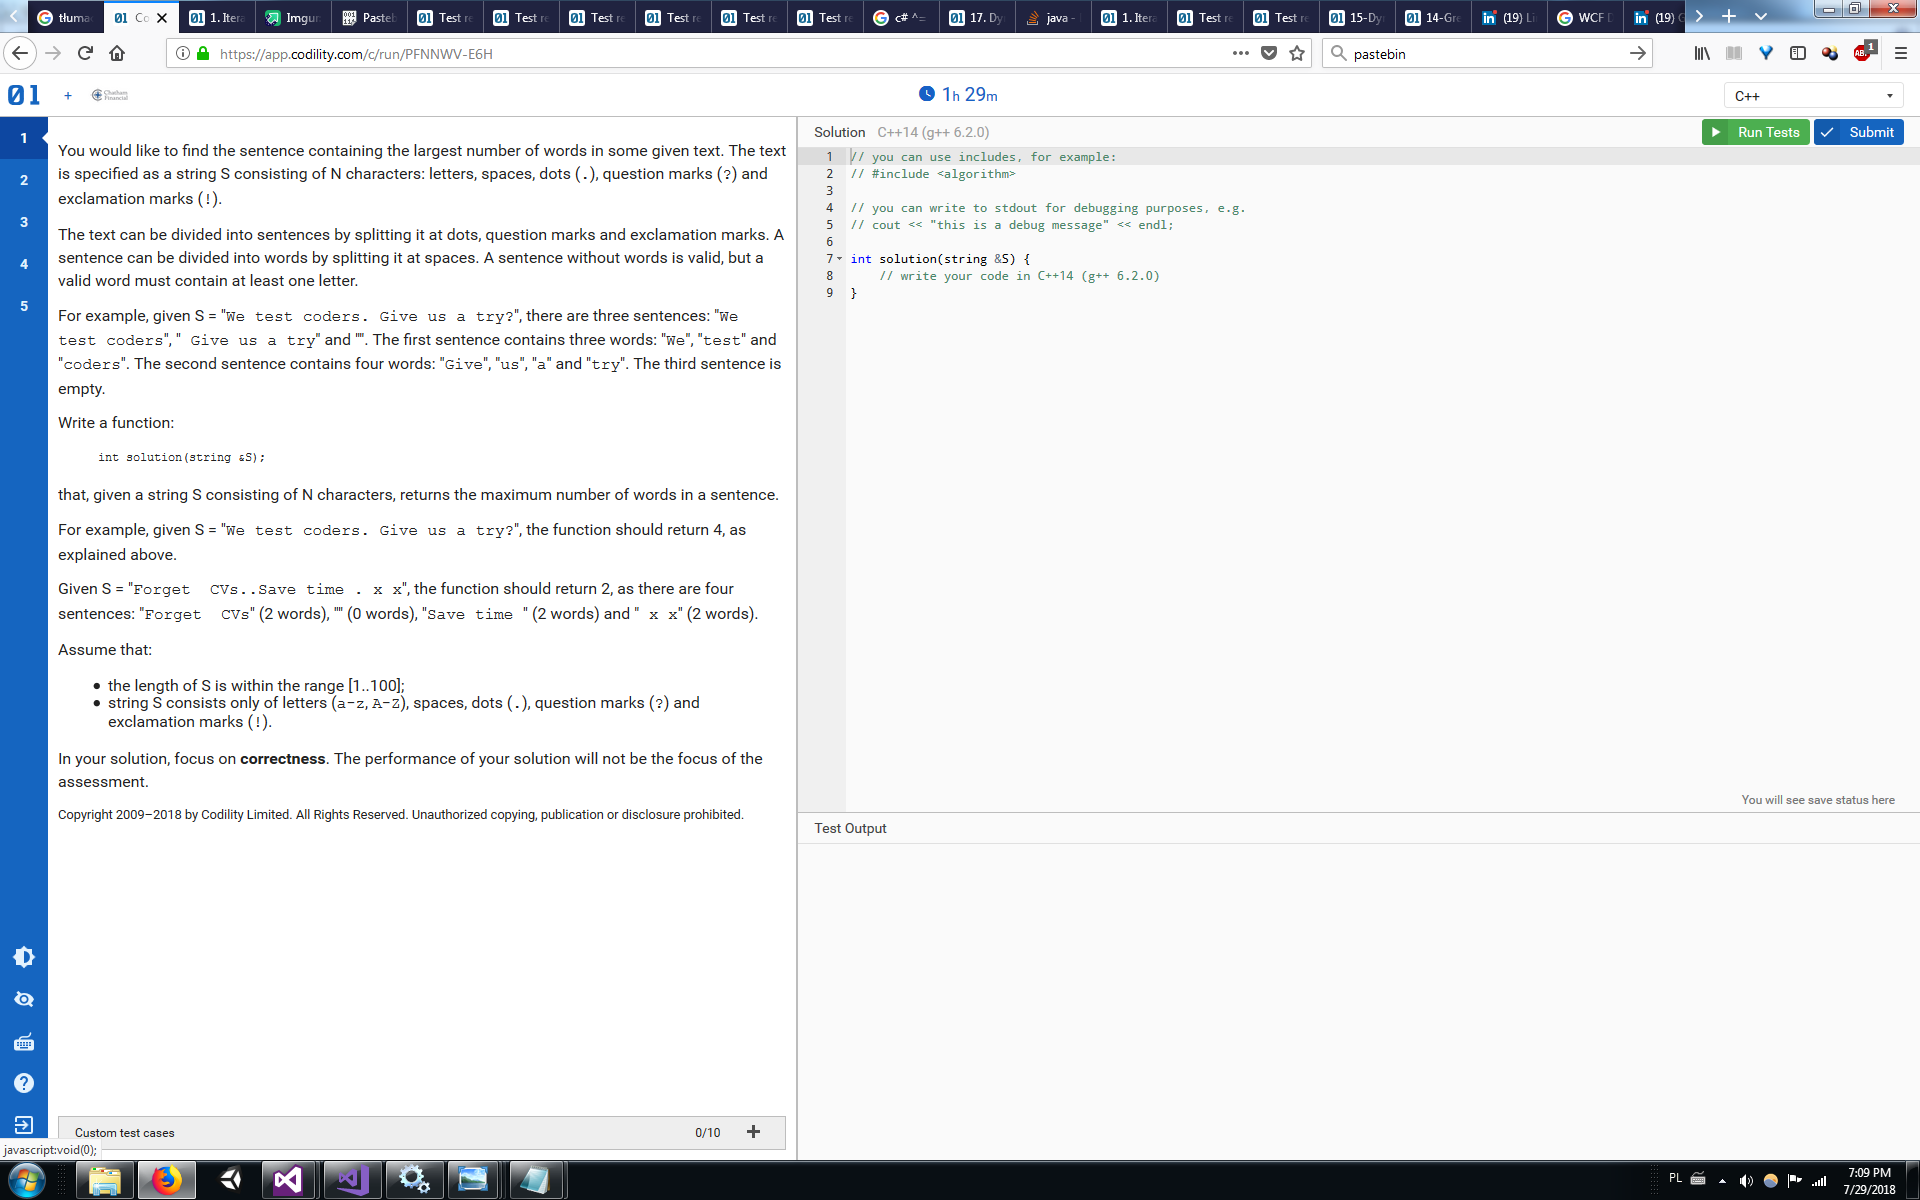 tłuma Co 1. Itera Imgur Pasteb Test re Test re Test re Test re Test re Test re c# ^= 17. Dy java - 1. Itera Test re Test re 15-Dy 14-Gre (19) Li WCF D (19) G
https://app.codility.com/c/run/PFNNWV-E6H
pastebin
ABP 1
01 + Chatham Financial
1h 29m
C++
1
2
3
4
5
You would like to find the sentence containing the largest number of words in some given text. The text
is specified as a string S consisting of N characters: letters, spaces, dots (.), question marks (?) and
exclamation marks (!).
The text can be divided into sentences by splitting it at dots, question marks and exclamation marks. A
sentence can be divided into words by splitting it at spaces. A sentence without words is valid, but a
valid word must contain at least one letter.
For example, given S = "We test coders. Give us a try?", there are three sentences: "We
test coders", " Give us a try" and "". The first sentence contains three words: "We", "test" and
"coders". The second sentence contains four words: "Give", "us", "a" and "try". The third sentence is
empty.
Write a function:
int solution(string &S);
that, given a string S consisting of N characters, returns the maximum number of words in a sentence.
For example, given S = "We test coders. Give us a try?", the function should return 4, as
explained above.
Given S = "Forget  CVs..Save time . x x", the function should return 2, as there are four
sentences: "Forget  CVs" (2 words), "" (0 words), "Save time " (2 words) and " x x" (2 words).
Assume that:
• the length of S is within the range [1..100];
• string S consists only of letters (a-z, A-Z), spaces, dots (.), question marks (?) and
exclamation marks (!).
In your solution, focus on correctness. The performance of your solution will not be the focus of the
assessment.
Copyright 2009–2018 by Codility Limited. All Rights Reserved. Unauthorized copying, publication or disclosure prohibited.
Custom test cases 0/10 +
javascript:void(0);
Solution C++14 (g++ 6.2.0)
Run Tests
Submit
1 // you can use includes, for example:
2 // #include <algorithm>
3
4 // you can write to stdout for debugging purposes, e.g.
5 // cout << "this is a debug message" << endl;
6
7 int solution(string &S) {
8 // write your code in C++14 (g++ 6.2.0)
9 }
You will see save status here
Test Output
PL
7:09 PM
7/29/2018